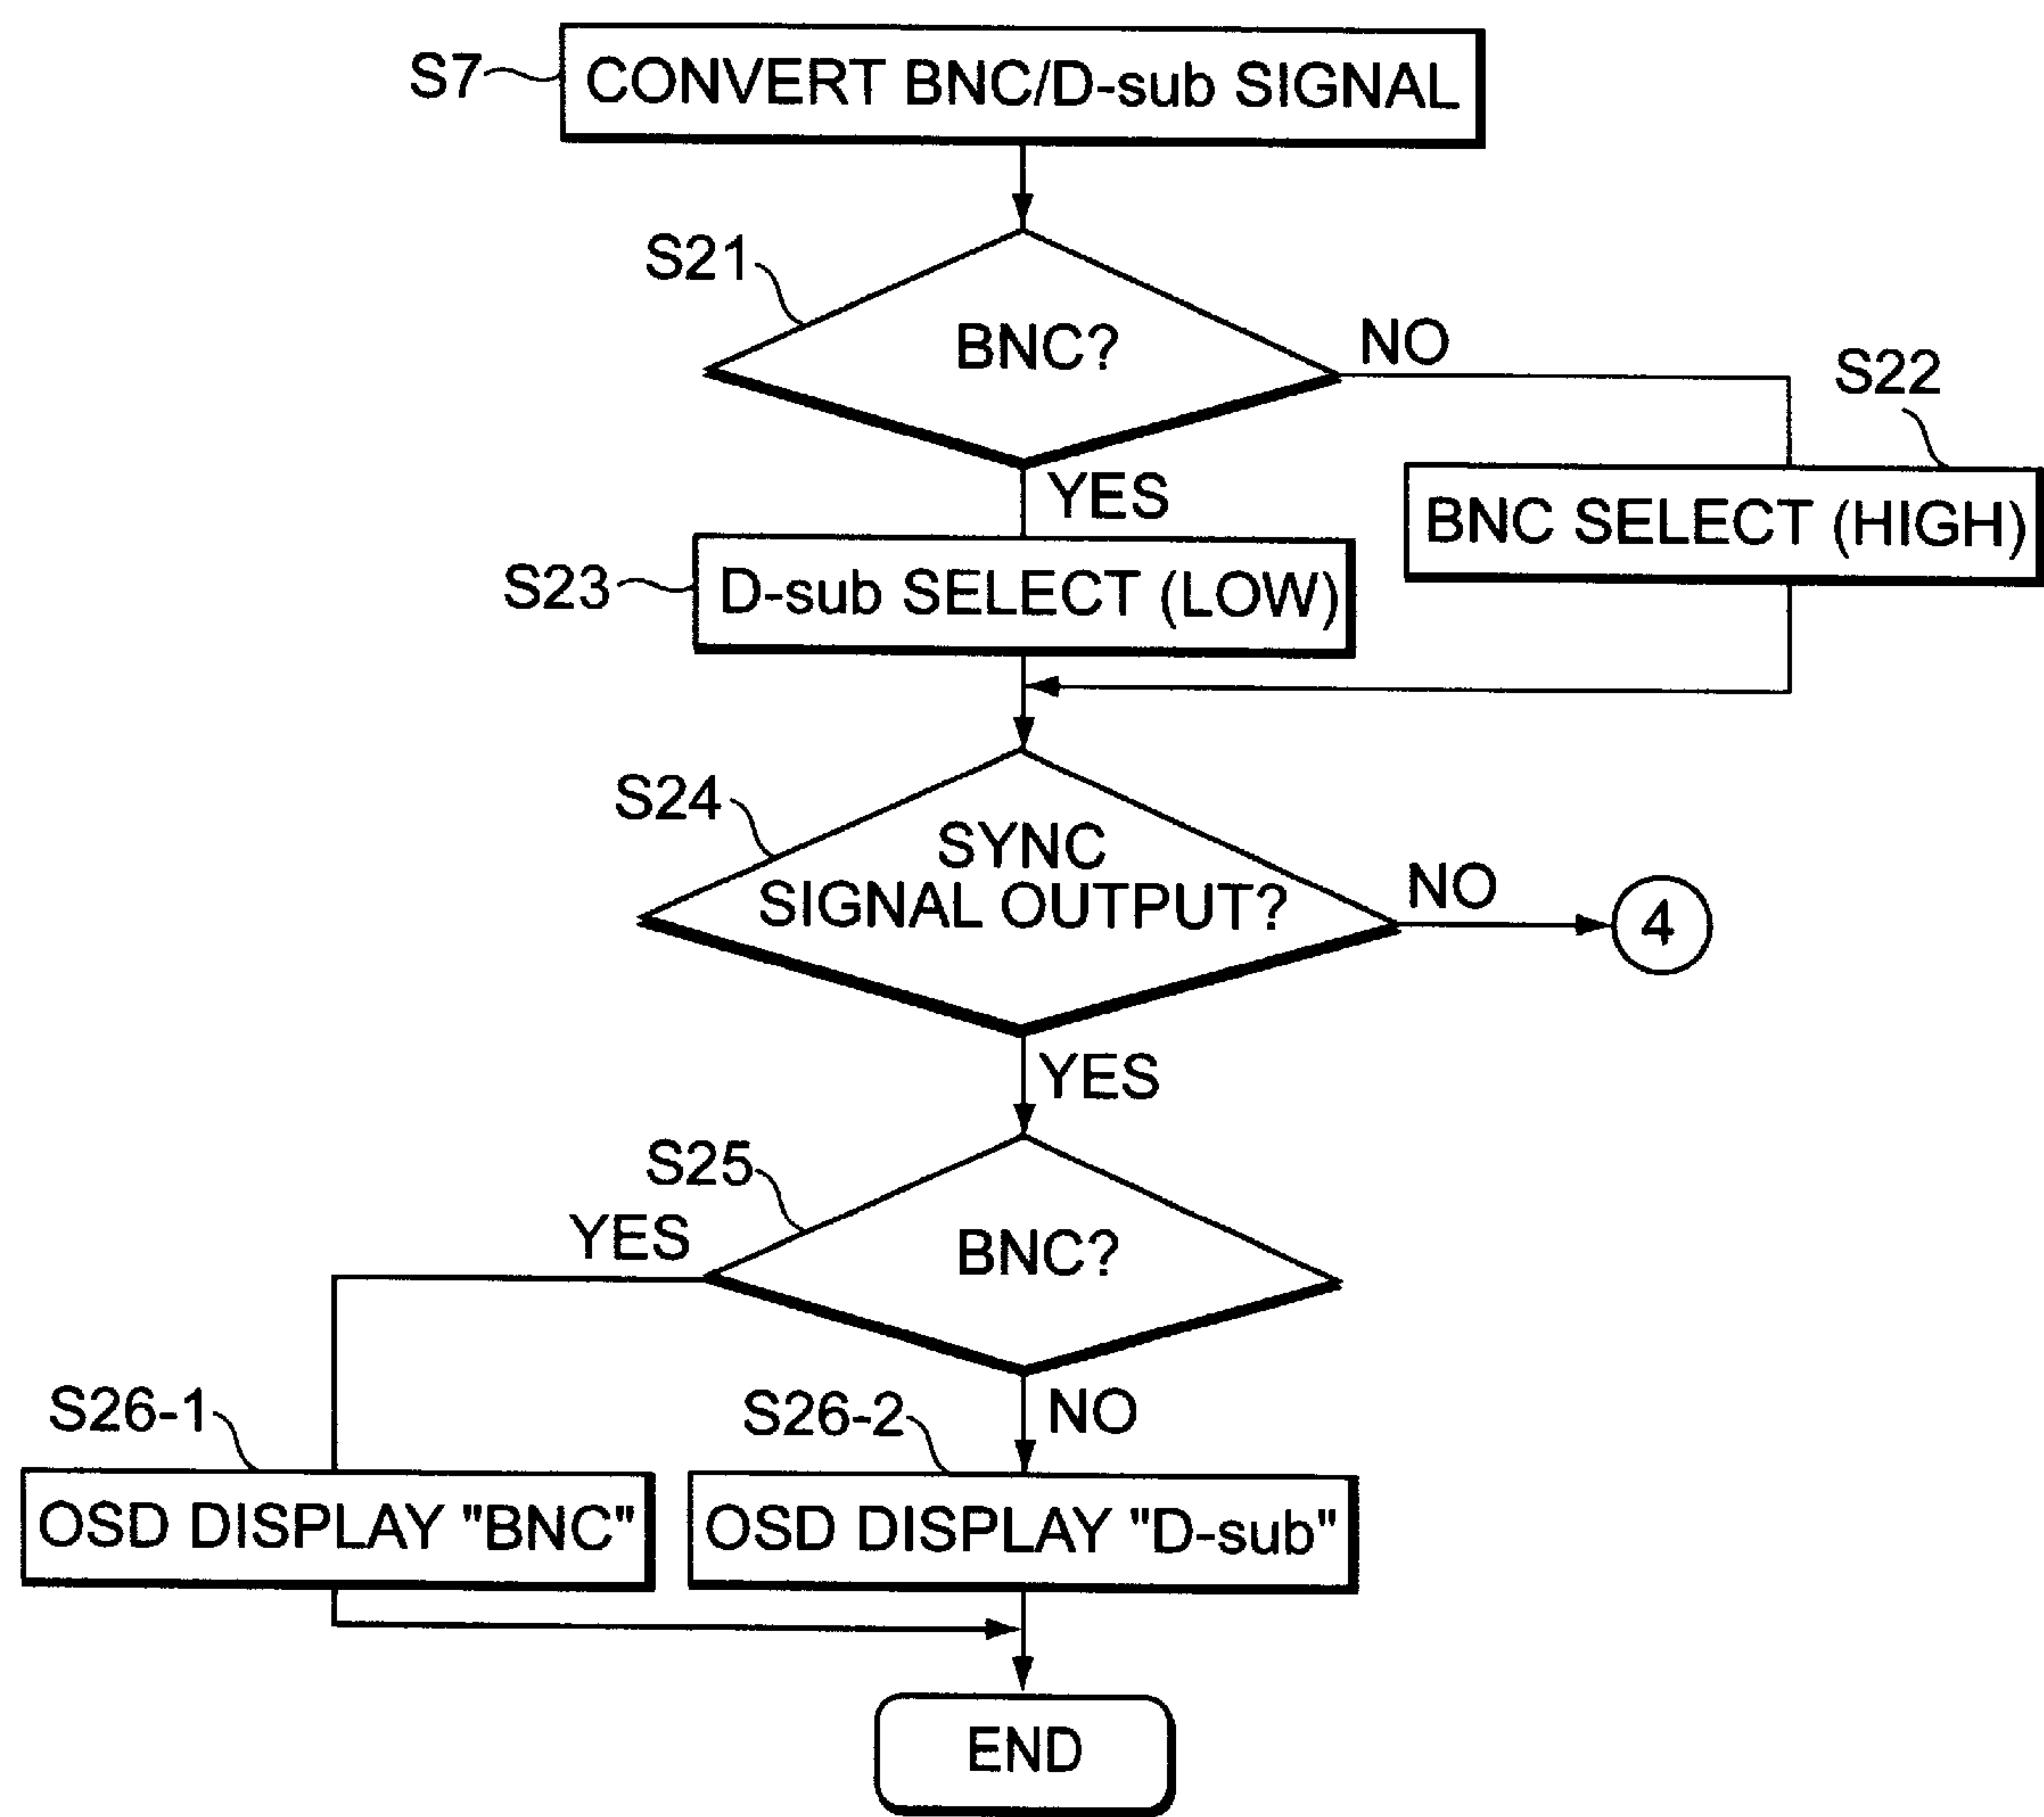 S7
CONVERT BNC/D-sub SIGNAL
S21
BNC?
NO
S22
YES
BNC SELECT (HIGH)
S23
D-sub SELECT (LOW)
S24
SYNC
SIGNAL OUTPUT?
NO
4
YES
S25
YES
BNC?
S26-1
S26-2
NO
OSD DISPLAY "BNC"
OSD DISPLAY "D-sub"
END